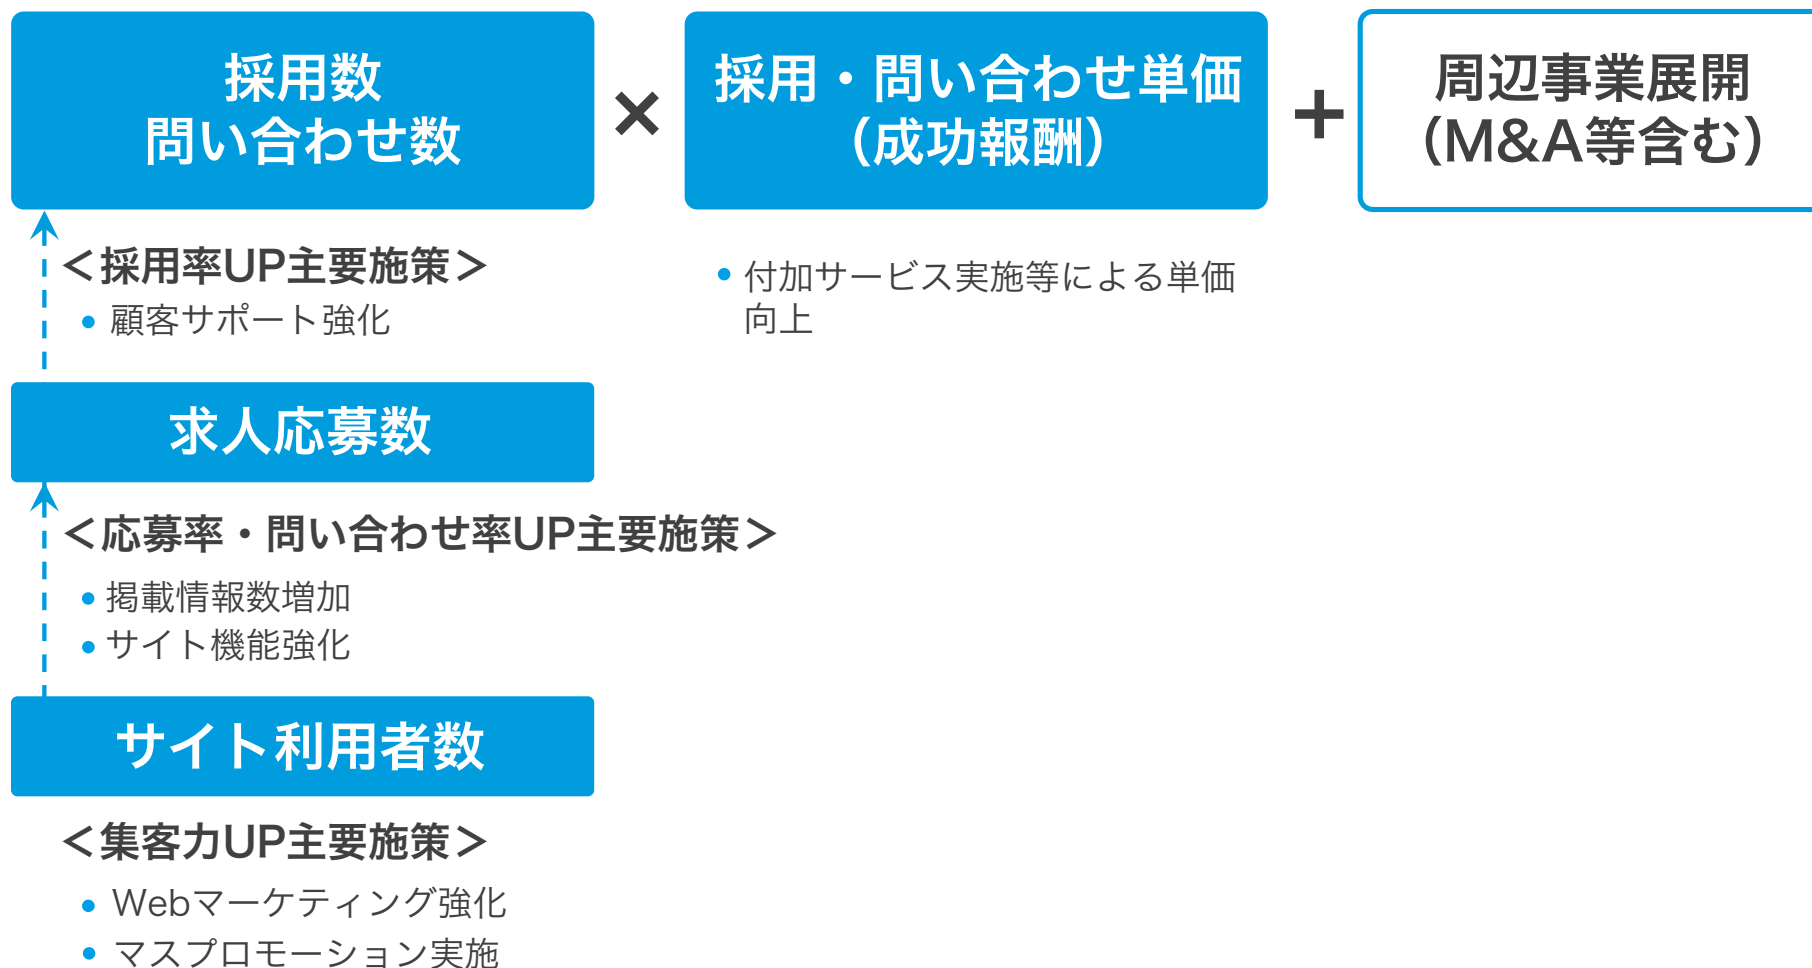 採用数
問い合わせ数
×
採用・問い合わせ単価
（成功報酬）
+
周辺事業展開
（M&A等含む）
＜採用率UP主要施策＞
• 顧客サポート強化
• 付加サービス実施等による単価
向上
求人応募数
＜応募率・問い合わせ率UP主要施策＞
• 掲載情報数増加
• サイト機能強化
サイト利用者数
＜集客力UP主要施策＞
• Webマーケティング強化
• マスプロモーション実施